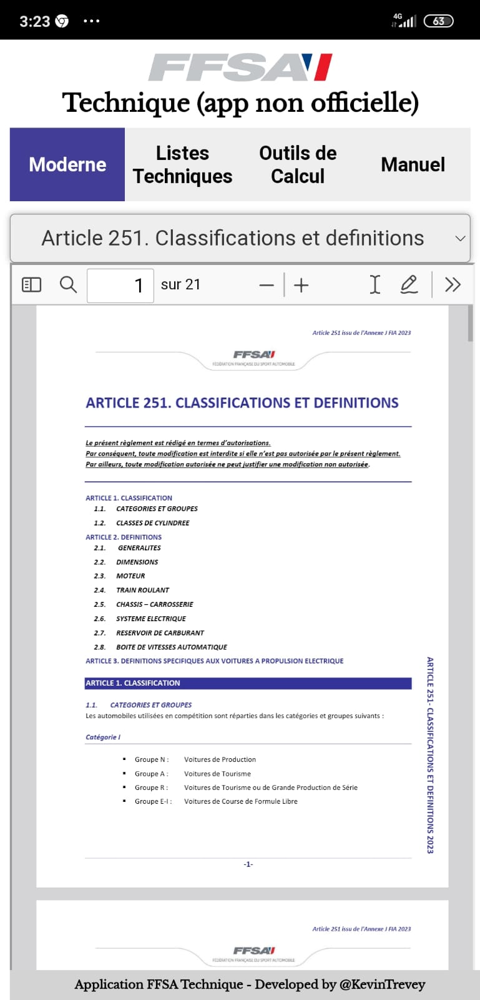 3:23
4G
63
FFSA
Technique (app non officielle)
Moderne
Listes Techniques
Outils de Calcul
Manuel
Article 251. Classifications et definitions
1 sur 21
Article 251 issu de l'Annexe J FIA 2023
FFSA
FEDERATION FRANÇAISE DU SPORT AUTOMOBILE
ARTICLE 251. CLASSIFICATIONS ET DEFINITIONS
Le présent règlement est rédigé en termes d'autorisations.
Par conséquent, toute modification est interdite si elle n'est pas autorisée par le présent règlement.
Par ailleurs, toute modification autorisée ne peut justifier une modification non autorisée.
ARTICLE 1. CLASSIFICATION
1.1. CATEGORIES ET GROUPES
1.2. CLASSES DE CYLINDREE
ARTICLE 2. DEFINITIONS
2.1. GENERALITES
2.2. DIMENSIONS
2.3. MOTEUR
2.4. TRAIN ROULANT
2.5. CHASSIS – CARROSSERIE
2.6. SYSTEME ELECTRIQUE
2.7. RESERVOIR DE CARBURANT
2.8. BOITE DE VITESSES AUTOMATIQUE
ARTICLE 3. DEFINITIONS SPECIFIQUES AUX VOITURES A PROPULSION ELECTRIQUE
ARTICLE 1. CLASSIFICATION
1.1. CATEGORIES ET GROUPES
Les automobiles utilisées en compétition sont réparties dans les catégories et groupes suivants :
Catégorie I
▪ Groupe N : Voitures de Production
▪ Groupe A : Voitures de Tourisme
▪ Groupe R : Voitures de Tourisme ou de Grande Production de Série
▪ Groupe E-I : Voitures de Course de Formule Libre
ARTICLE 251- CLASSIFICATIONS ET DEFINITIONS 2023
-1-
Article 251 issu de l'Annexe J FIA 2023
FFSA
FEDERATION FRANÇAISE DU SPORT AUTOMOBILE
Application FFSA Technique - Developed by @KevinTrevey